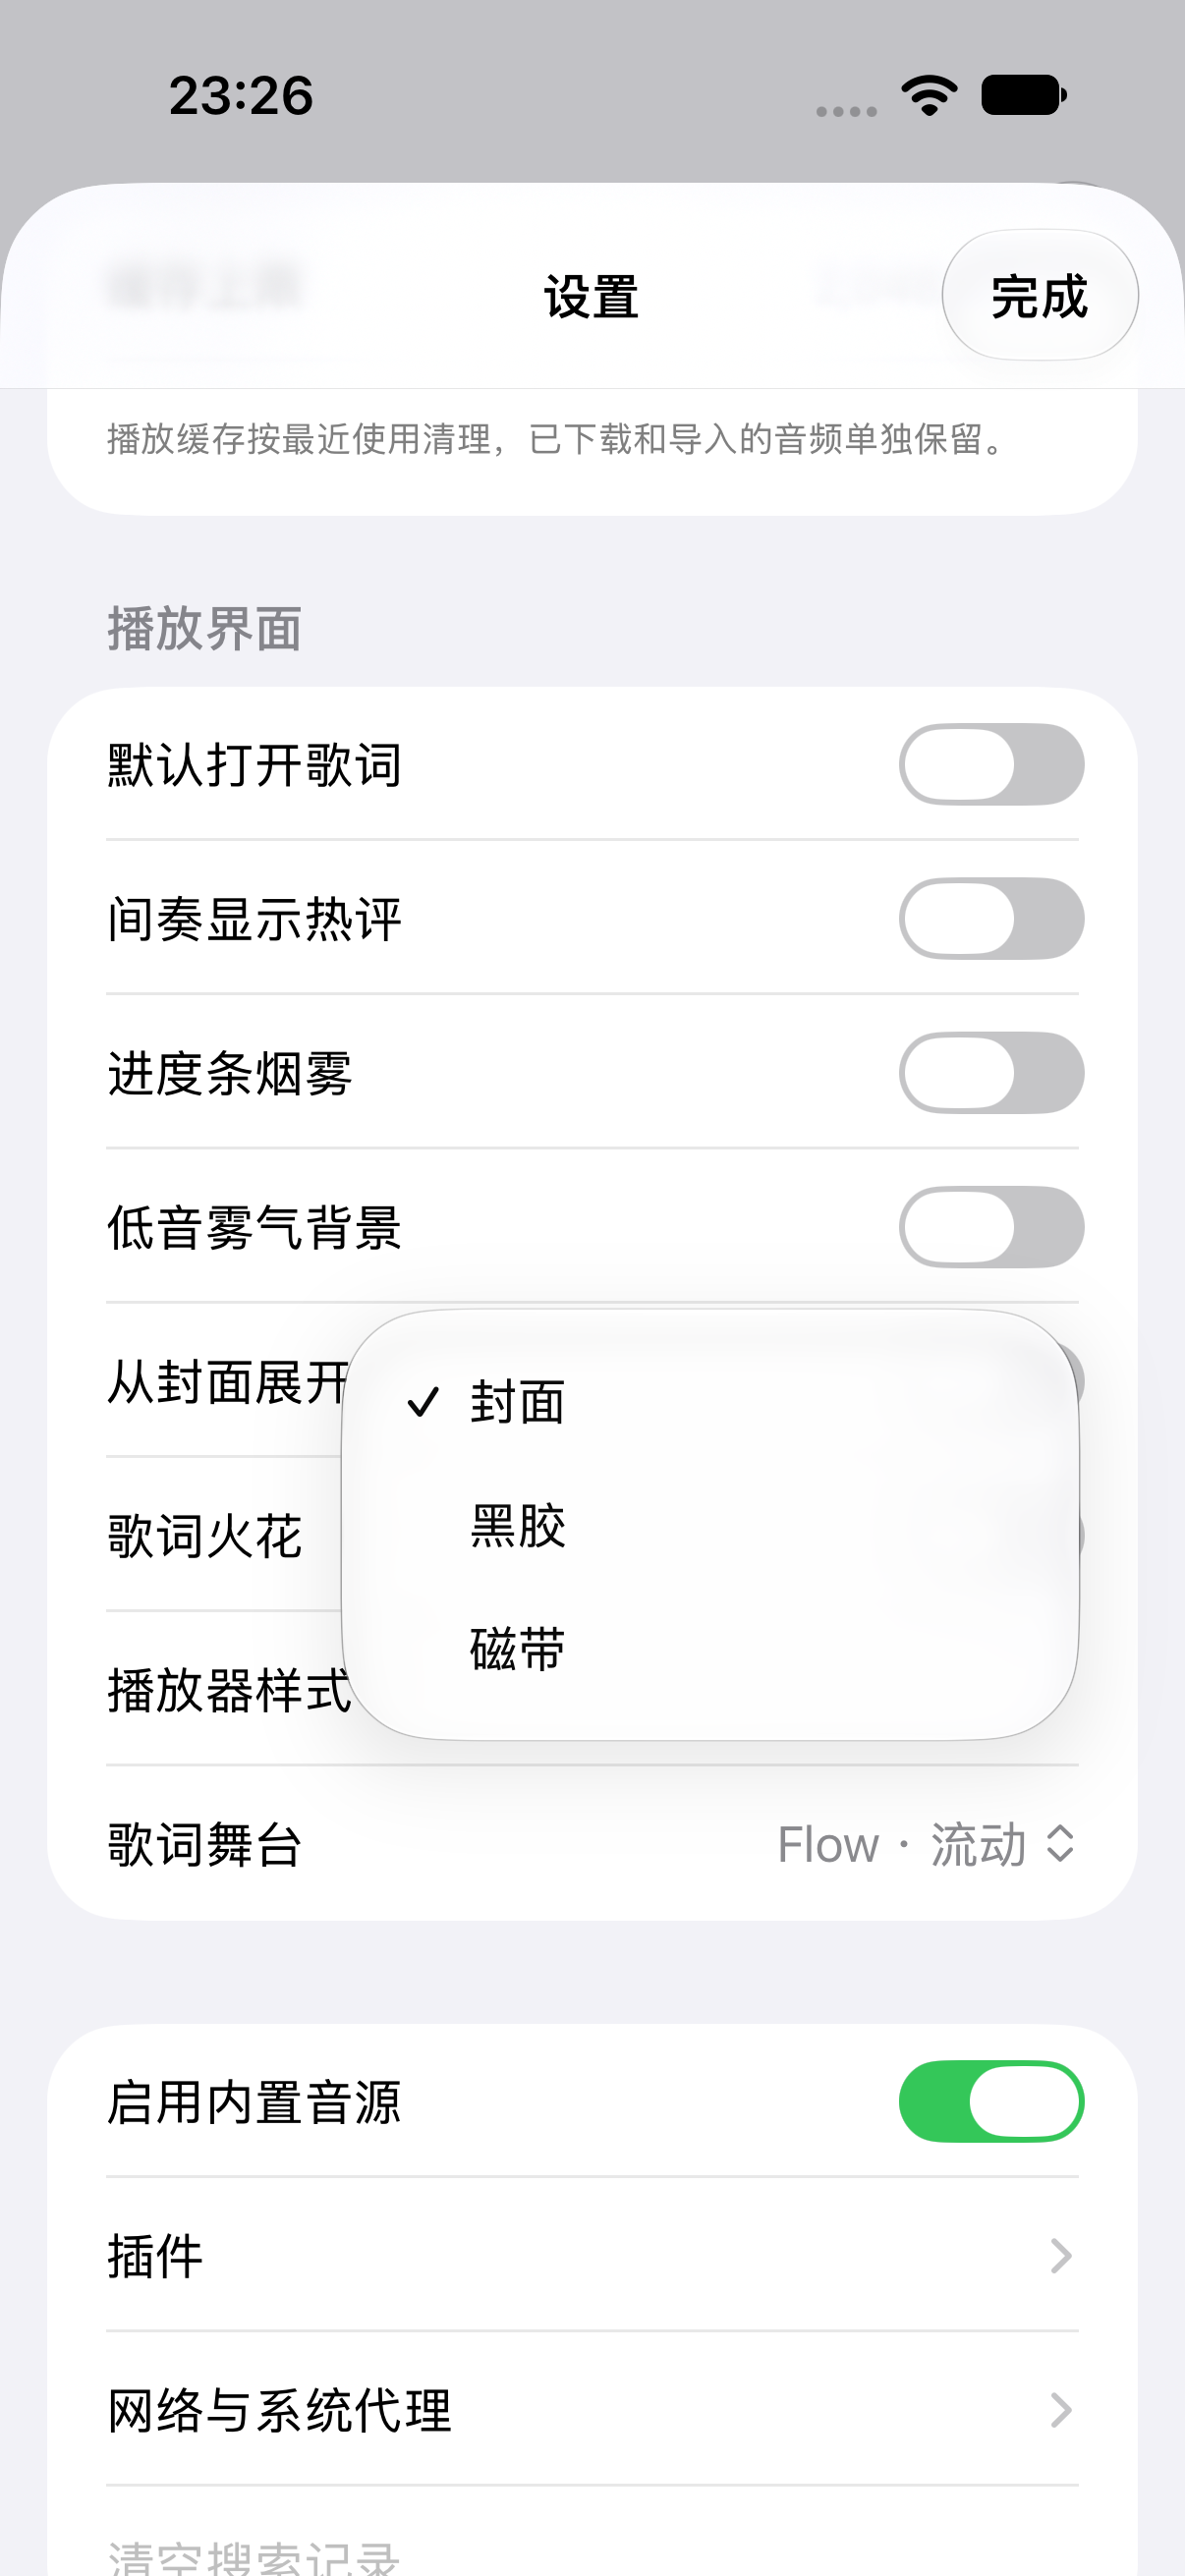 23:26
设置
完成
播放缓存按最近使用清理，已下载和导入的音频单独保留。
播放界面
默认打开歌词
间奏显示热评
进度条烟雾
低音雾气背景
从封面展开
封面
黑胶
歌词火花
磁带
播放器样式
歌词舞台
Flow · 流动
启用内置音源
插件
网络与系统代理
清空搜索记录